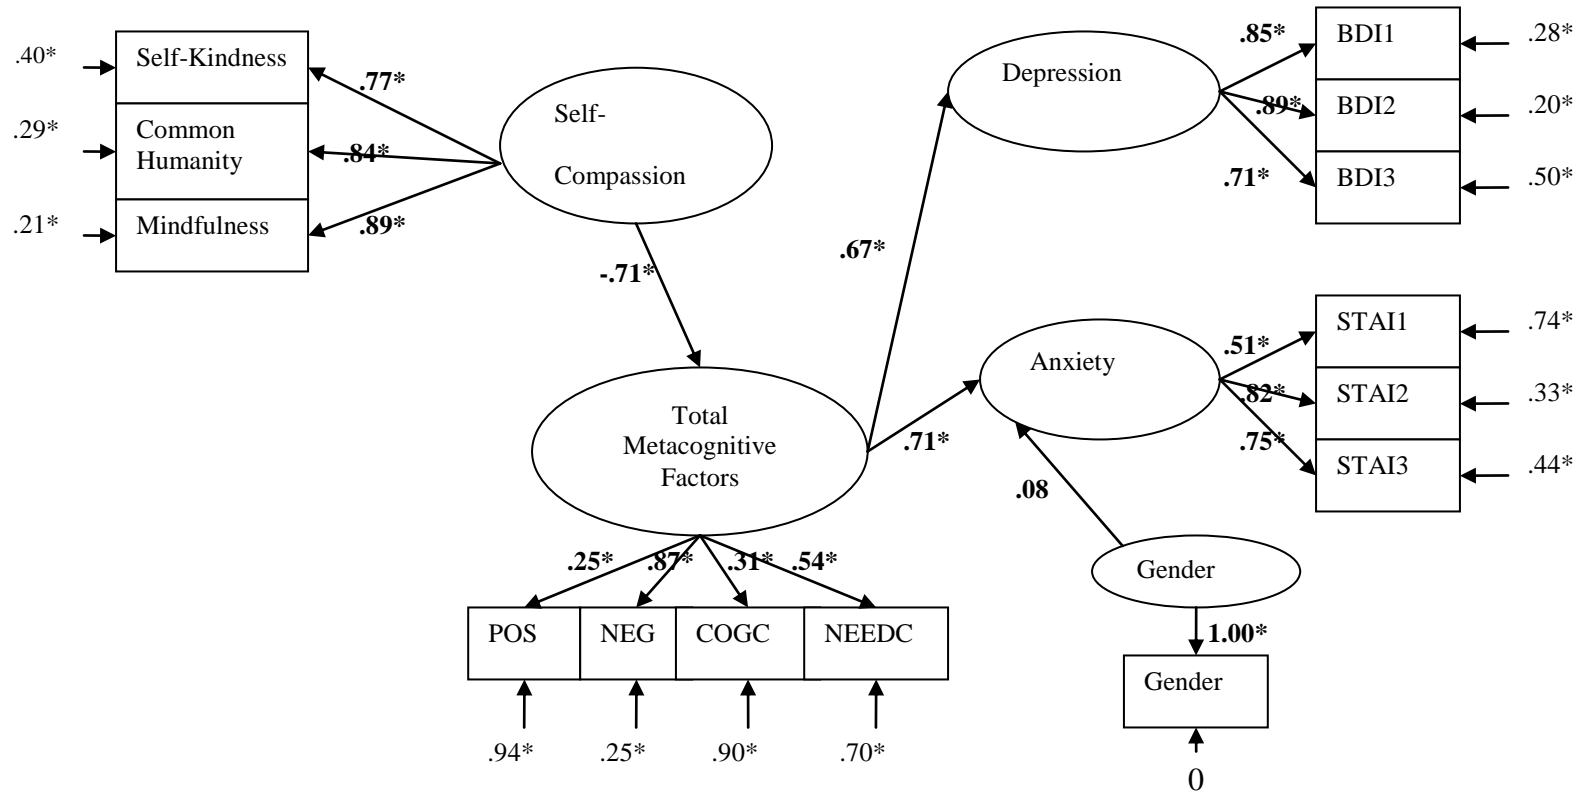 .40*
Self-Kindness
.77*
.29*
Common
Humanity
.84*
.21*
Mindfulness
.89*
Self-
Compassion
-.71*
Total
Metacognitive
Factors
.25*
.87*
.31*
.54*
POS
NEG
COGC
NEEDC
.94*
.25*
.90*
.70*
.67*
Depression
.85*
BDI1
.28*
.89*
BDI2
.20*
.71*
BDI3
.50*
.71*
Anxiety
.51*
STAI1
.74*
.82*
STAI2
.33*
.75*
STAI3
.44*
.08
Gender
1.00*
Gender
0